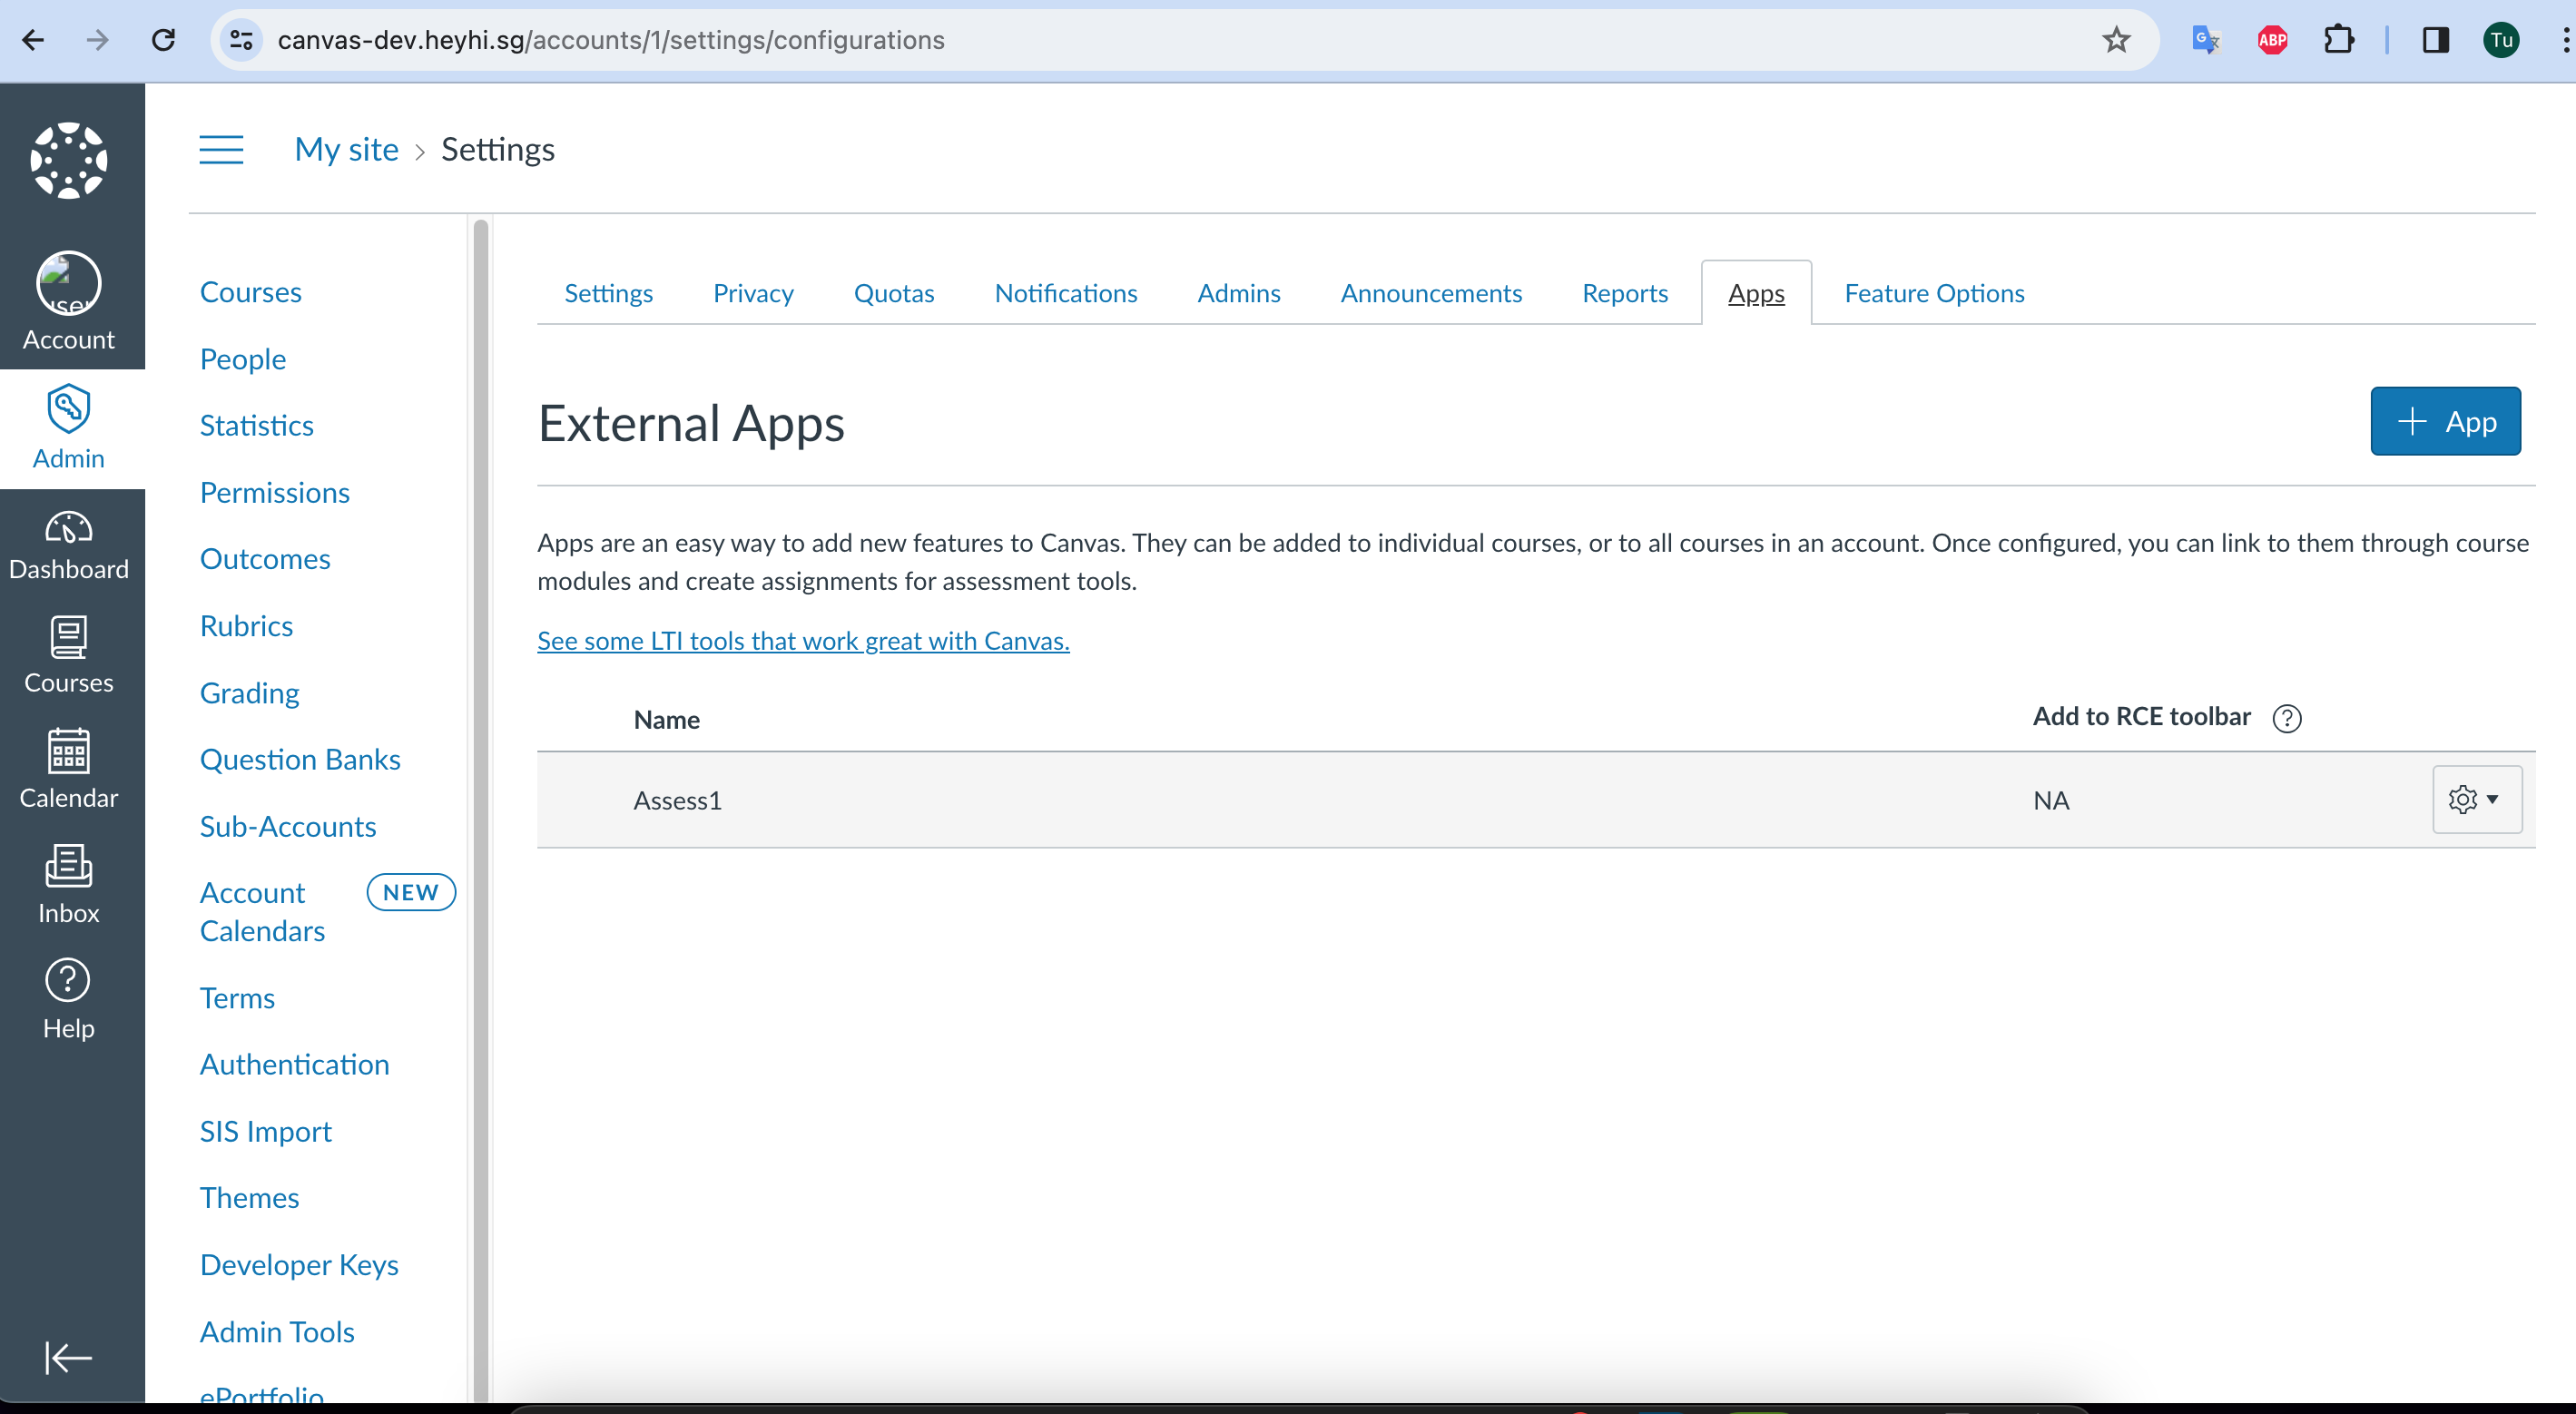 canvas-dev.heyhi.sg/accounts/1/settings/configurations
ABP
Tu
My site > Settings
user
Account
Admin
Dashboard
Courses
Calendar
Inbox
Help
Courses
People
Statistics
Permissions
Outcomes
Rubrics
Grading
Question Banks
Sub-Accounts
Account
Calendars
NEW
Terms
Authentication
SIS Import
Themes
Developer Keys
Admin Tools
ePortfolio
Settings Privacy Quotas Notifications Admins Announcements Reports Apps Feature Options
External Apps
+ App
Apps are an easy way to add new features to Canvas. They can be added to individual courses, or to all courses in an account. Once configured, you can link to them through course
modules and create assignments for assessment tools.
See some LTI tools that work great with Canvas.
Name Add to RCE toolbar ?
Assess1 NA